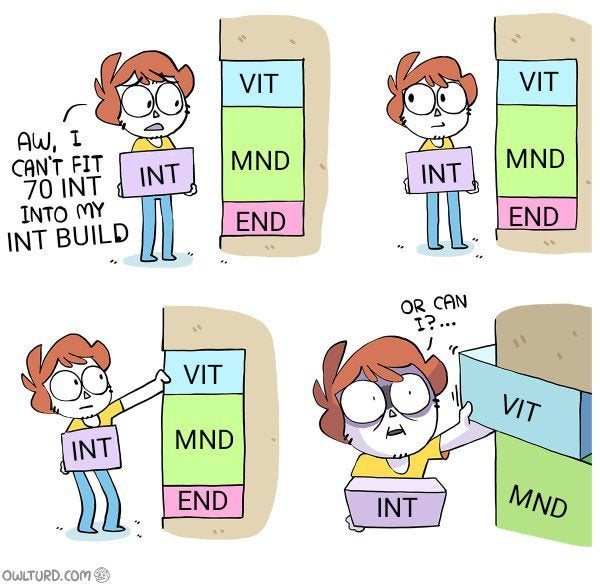 AW, I
CAN'T FIT
70 INT
INTO MY
INT BUILD
INT
VIT
MND
END
INT
VIT
MND
END
INT
VIT
MND
END
OR CAN
I?...
INT
VIT
MND
OWLTURD.COM